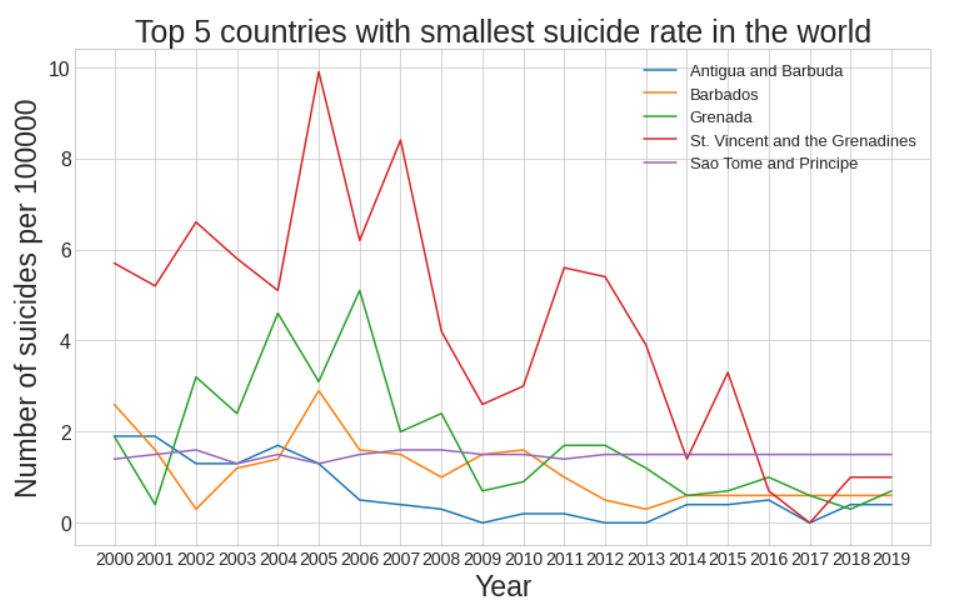 Top 5 countries with smallest suicide rate in the world
Number of suicides per 100000
10
8
6
4
2
0
Antigua and Barbuda
Barbados
Grenada
St. Vincent and the Grenadines
Sao Tome and Principe
2000 2001 2002 2003 2004 2005 2006 2007 2008 2009 2010 2011 2012 2013 2014 2015 2016 2017 2018 2019
Year